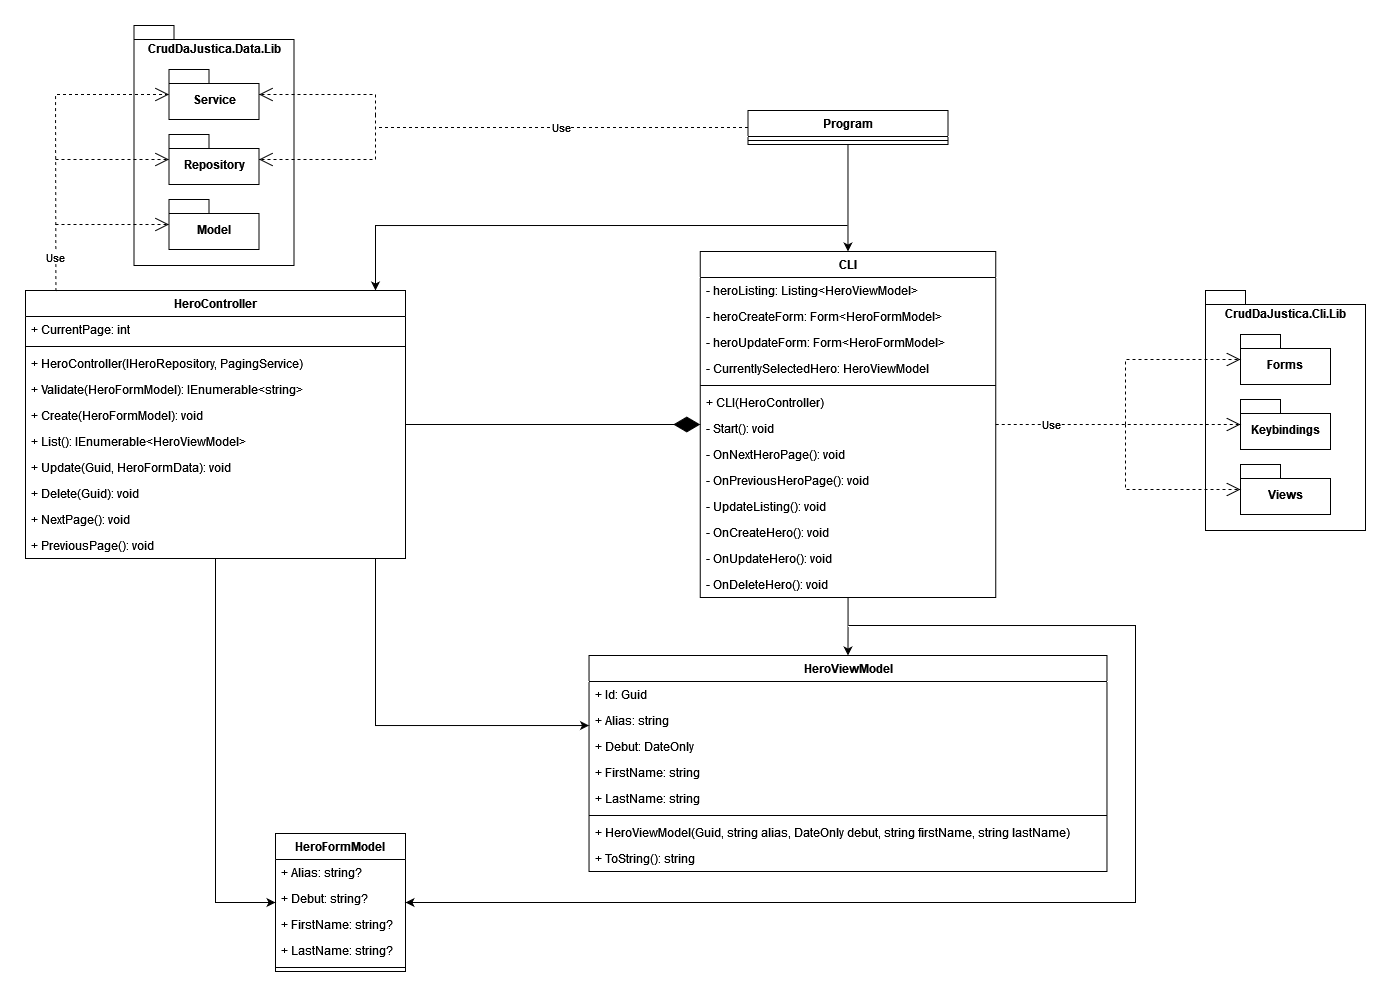 CrudDaJustica.Data.Lib
Service
Repository
Model
Use
Use
Program
HeroController
+ CurrentPage: int
+ HeroController(IHeroRepository, PagingService)
+ Validate(HeroFormModel): IEnumerable<string>
+ Create(HeroFormModel): void
+ List(): IEnumerable<HeroViewModel>
+ Update(Guid, HeroFormData): void
+ Delete(Guid): void
+ NextPage(): void
+ PreviousPage(): void
CLI
- heroListing: Listing<HeroViewModel>
- heroCreateForm: Form<HeroFormModel>
- heroUpdateForm: Form<HeroFormModel>
- CurrentlySelectedHero: HeroViewModel
+ CLI(HeroController)
- Start(): void
- OnNextHeroPage(): void
- OnPreviousHeroPage(): void
- UpdateListing(): void
- OnCreateHero(): void
- OnUpdateHero(): void
- OnDeleteHero(): void
Use
CrudDaJustica.Cli.Lib
Forms
Keybindings
Views
HeroViewModel
+ Id: Guid
+ Alias: string
+ Debut: DateOnly
+ FirstName: string
+ LastName: string
+ HeroViewModel(Guid, string alias, DateOnly debut, string firstName, string lastName)
+ ToString(): string
HeroFormModel
+ Alias: string?
+ Debut: string?
+ FirstName: string?
+ LastName: string?